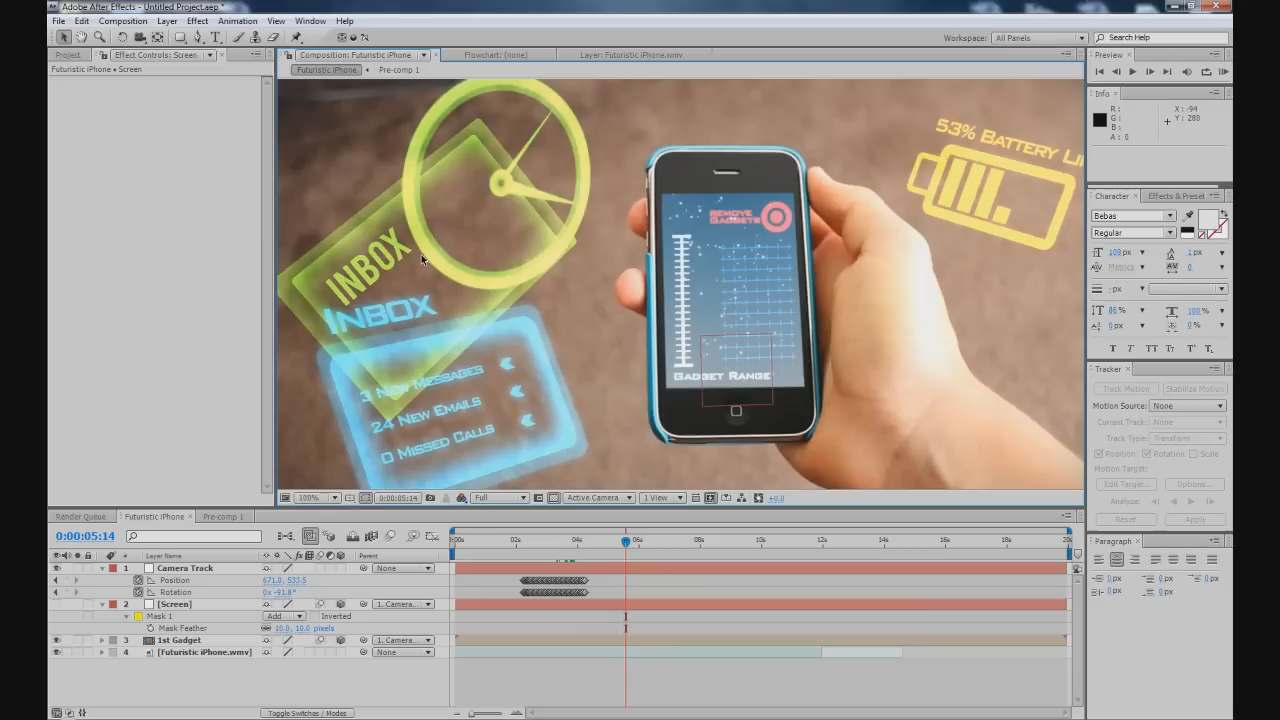 Adobe After Effects - Untitled Project.aep *
File Edit Composition Layer Effect Animation View Window Help
Workspace: All Panels Search Help
Project Effect Controls: Screen Composition: Futuristic iPhone Flowchart: (none) Layer: Futuristic iPhone.wmv Preview
Futuristic iPhone • Screen Futuristic iPhone Pre-comp 1
Info
R: X: -94
G: Y: 280
B:
A: 0
53% Battery Li
Remove
Gadgets
INBOX
Inbox
3 New Messages
24 New Emails
0 Missed Calls
Gadget Range
Character Effects & Preset
Bebas
Regular
109 px 1 px
Metrics 0
- px
86 % 100 %
0 px 0 %
T T TT Tr T T
Tracker
Track Motion Stabilize Motion
Motion Source: None
Current Track: None
Track Type: Transform
Position Rotation Scale
Motion Target:
Edit Target... Options...
Analyze:
Reset Apply
100% 0:00:05:14 Full Active Camera 1 View +0.0
Render Queue Futuristic iPhone Pre-comp 1
0:00:05:14
:00s 02s 04s 06s 08s 10s 12s 14s 16s 18s 20s
# Layer Name Parent
1 Camera Track None
Position 671.0, 533.5
Rotation 0x -91.8°
2 [Screen] 1. Camera...
Mask 1 Add Inverted
Mask Feather 10.0, 10.0 pixels
3 1st Gadget 1. Camera...
4 [Futuristic iPhone.wmv] None
Toggle Switches / Modes
Paragraph
0 px 0 px 0 px
0 px 0 px